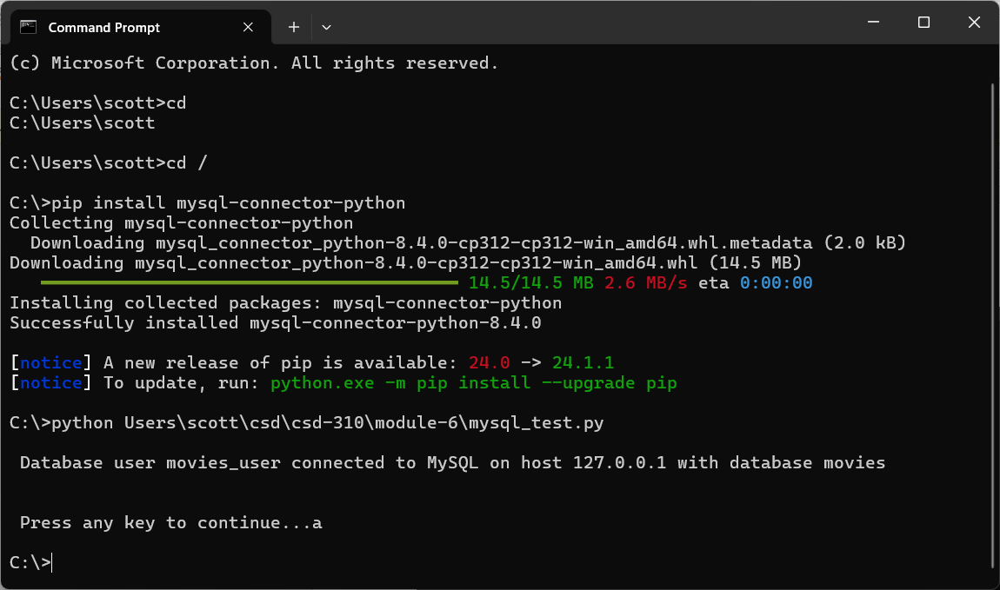 Command Prompt
(c) Microsoft Corporation. All rights reserved.
C:\Users\scott>cd
C:\Users\scott
C:\Users\scott>cd /
C:\>pip install mysql-connector-python
Collecting mysql-connector-python
  Downloading mysql_connector_python-8.4.0-cp312-cp312-win_amd64.whl.metadata (2.0 kB)
Downloading mysql_connector_python-8.4.0-cp312-cp312-win_amd64.whl (14.5 MB)
14.5/14.5 MB 2.6 MB/s eta 0:00:00
Installing collected packages: mysql-connector-python
Successfully installed mysql-connector-python-8.4.0
[notice] A new release of pip is available: 24.0 -> 24.1.1
[notice] To update, run: python.exe -m pip install --upgrade pip
C:\>python Users\scott\csd\csd-310\module-6\mysql_test.py
 Database user movies_user connected to MySQL on host 127.0.0.1 with database movies
 Press any key to continue...a
C:\>